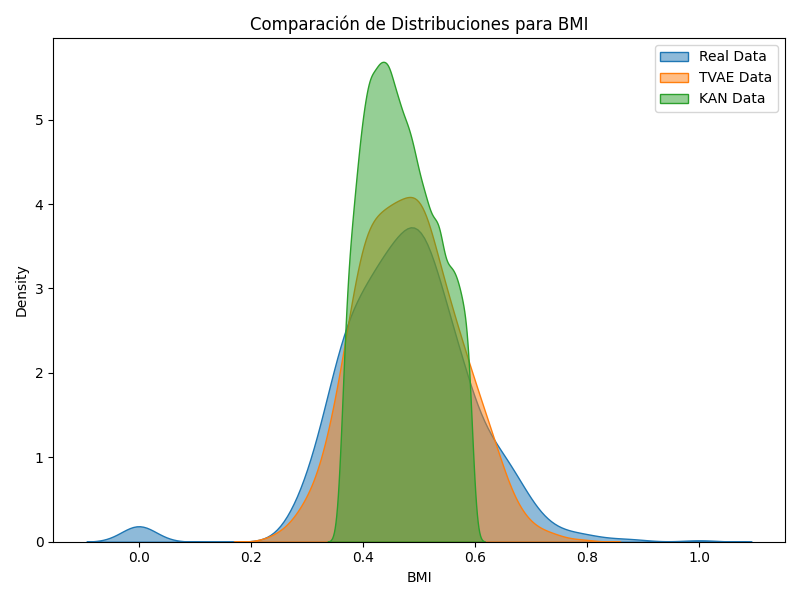 Comparación de Distribuciones para BMI
Real Data
TVAE Data
KAN Data
Density
5
4
3
2
1
0
0.0 0.2 0.4 0.6 0.8 1.0
BMI